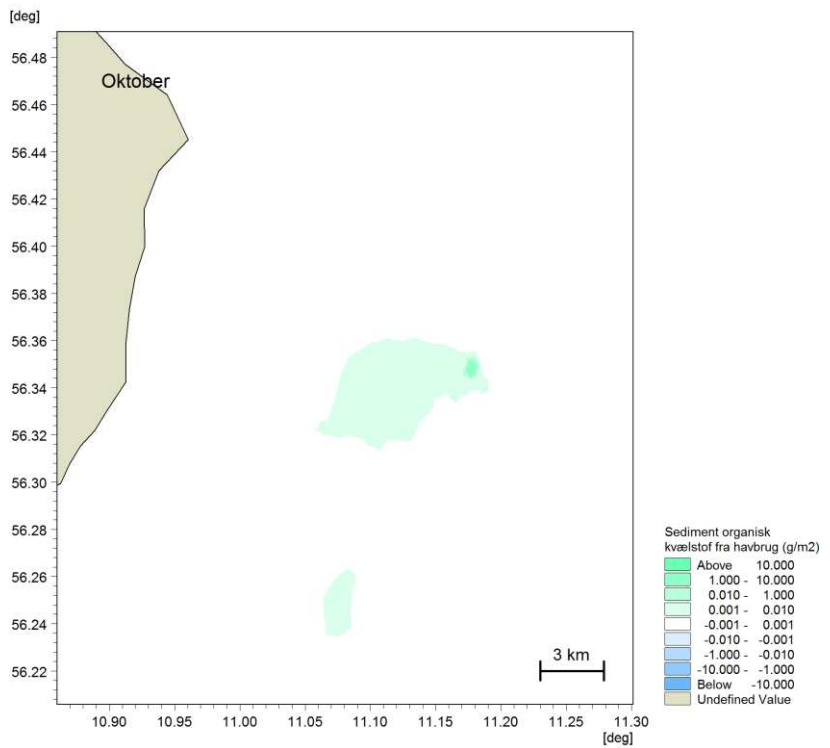 [deg]
56.48
Oktober
56.46
56.44
56.42
56.40
56.38
56.36
56.34
56.32
56.30
56.28
56.26
56.24
56.22
3 km
10.90 10.95 11.00 11.05 11.10 11.15 11.20 11.25 11.30
[deg]
Sediment organisk
kvælstof fra havbrug (g/m2)
Above 10.000
1.000 - 10.000
0.010 - 1.000
0.001 - 0.010
-0.001 - 0.001
-0.010 - -0.001
-1.000 - -0.010
-10.000 - -1.000
Below -10.000
Undefined Value